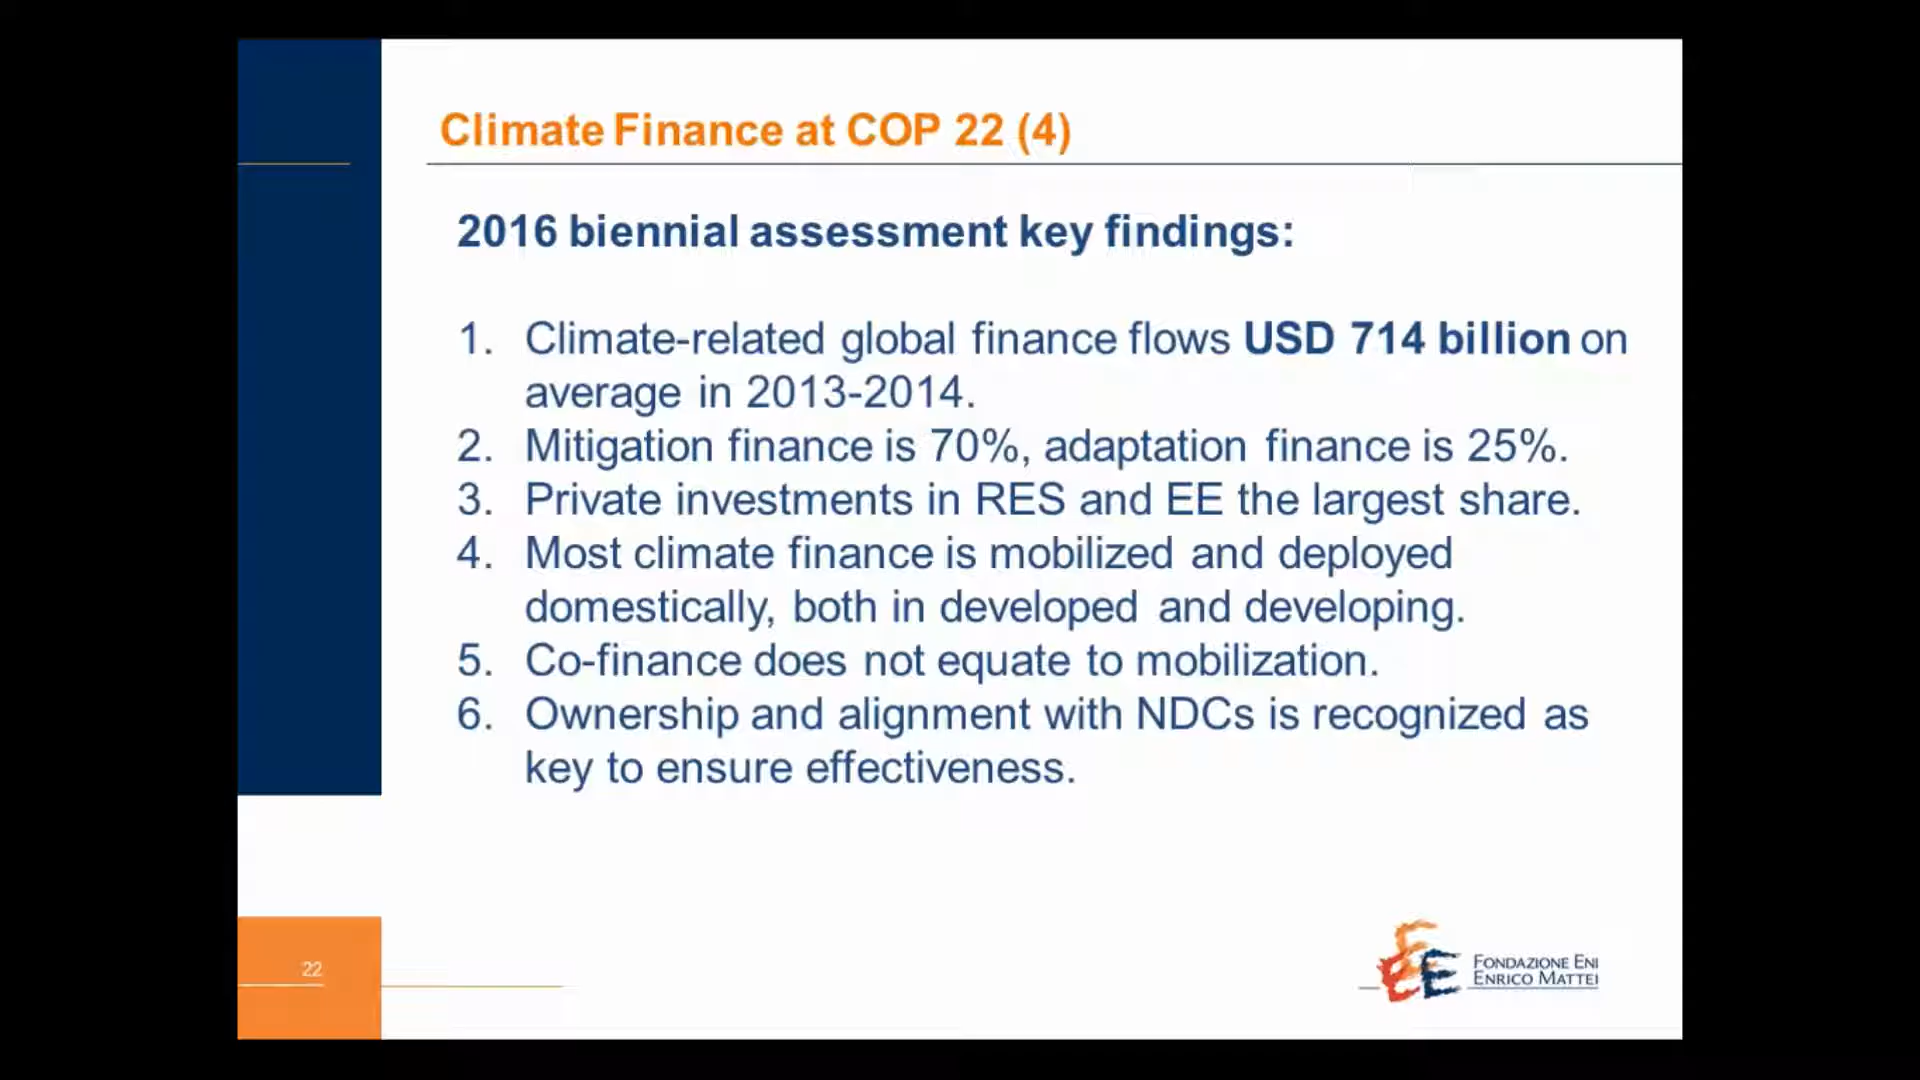 Climate Finance at COP 22 (4)
2016 biennial assessment key findings:
1. Climate-related global finance flows USD 714 billion on
average in 2013-2014.
2. Mitigation finance is 70%, adaptation finance is 25%.
3. Private investments in RES and EE the largest share.
4. Most climate finance is mobilized and deployed
domestically, both in developed and developing.
5. Co-finance does not equate to mobilization.
6. Ownership and alignment with NDCs is recognized as
key to ensure effectiveness.
22
FONDAZIONE ENI
ENRICO MATTEI